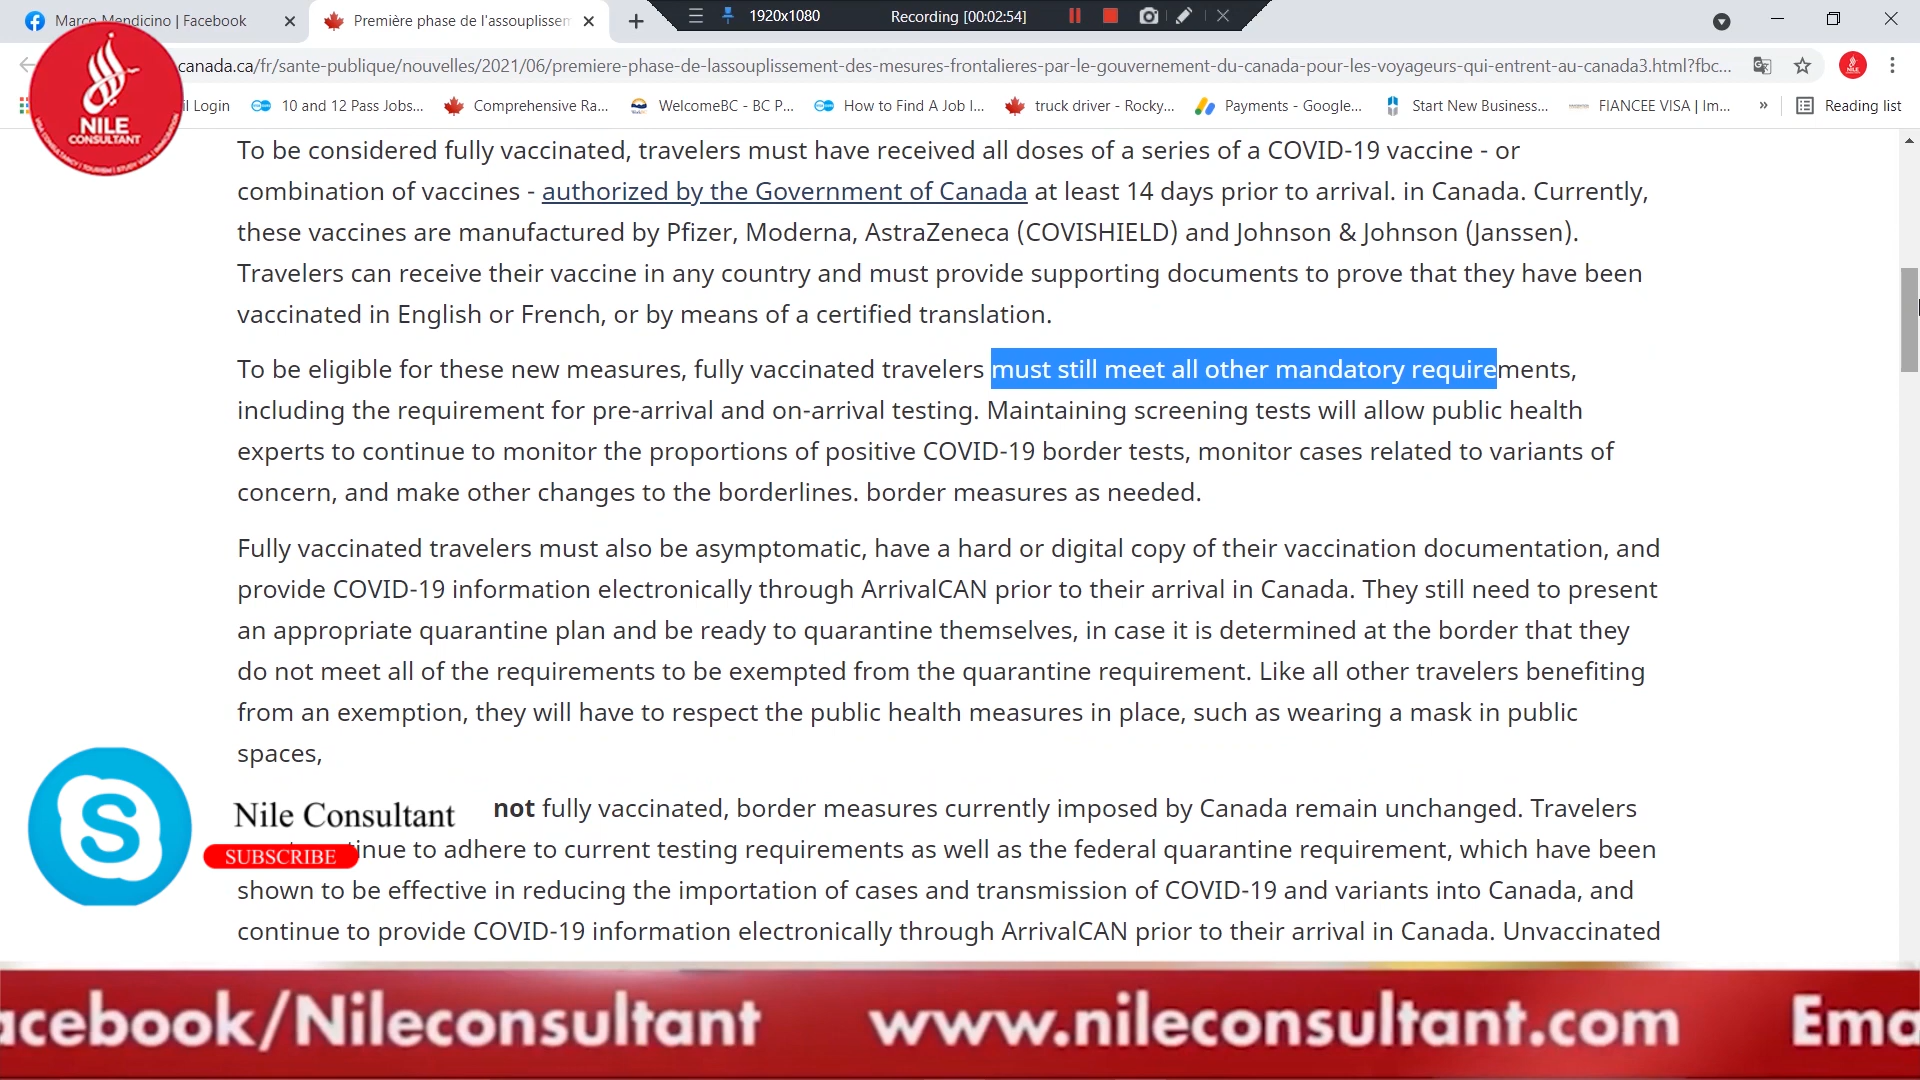 Marco Mendicino | Facebook
Première phase de l'assouplissem
1920x1080
Recording [00:02:54]
canada.ca/fr/sante-publique/nouvelles/2021/06/premiere-phase-de-lassouplissement-des-mesures-frontalieres-par-le-gouvernement-du-canada-pour-les-voyageurs-qui-entrent-au-canada3.html?fbc...
il Login
10 and 12 Pass Jobs...
Comprehensive Ra...
WelcomeBC - BC P...
How to Find A Job I...
truck driver - Rocky...
Payments - Google...
Start New Business...
FIANCEE VISA | Im...
»
Reading list
NILE
CONSULTANT
To be considered fully vaccinated, travelers must have received all doses of a series of a COVID-19 vaccine - or
combination of vaccines - authorized by the Government of Canada at least 14 days prior to arrival. in Canada. Currently,
these vaccines are manufactured by Pfizer, Moderna, AstraZeneca (COVISHIELD) and Johnson & Johnson (Janssen).
Travelers can receive their vaccine in any country and must provide supporting documents to prove that they have been
vaccinated in English or French, or by means of a certified translation.
To be eligible for these new measures, fully vaccinated travelers must still meet all other mandatory requirements,
including the requirement for pre-arrival and on-arrival testing. Maintaining screening tests will allow public health
experts to continue to monitor the proportions of positive COVID-19 border tests, monitor cases related to variants of
concern, and make other changes to the borderlines. border measures as needed.
Fully vaccinated travelers must also be asymptomatic, have a hard or digital copy of their vaccination documentation, and
provide COVID-19 information electronically through ArrivalCAN prior to their arrival in Canada. They still need to present
an appropriate quarantine plan and be ready to quarantine themselves, in case it is determined at the border that they
do not meet all of the requirements to be exempted from the quarantine requirement. Like all other travelers benefiting
from an exemption, they will have to respect the public health measures in place, such as wearing a mask in public
spaces,
Nile Consultant
not fully vaccinated, border measures currently imposed by Canada remain unchanged. Travelers
SUBSCRIBE
tinue to adhere to current testing requirements as well as the federal quarantine requirement, which have been
shown to be effective in reducing the importation of cases and transmission of COVID-19 and variants into Canada, and
continue to provide COVID-19 information electronically through ArrivalCAN prior to their arrival in Canada. Unvaccinated
acebook/Nileconsultant
www.nileconsultant.com
Ema